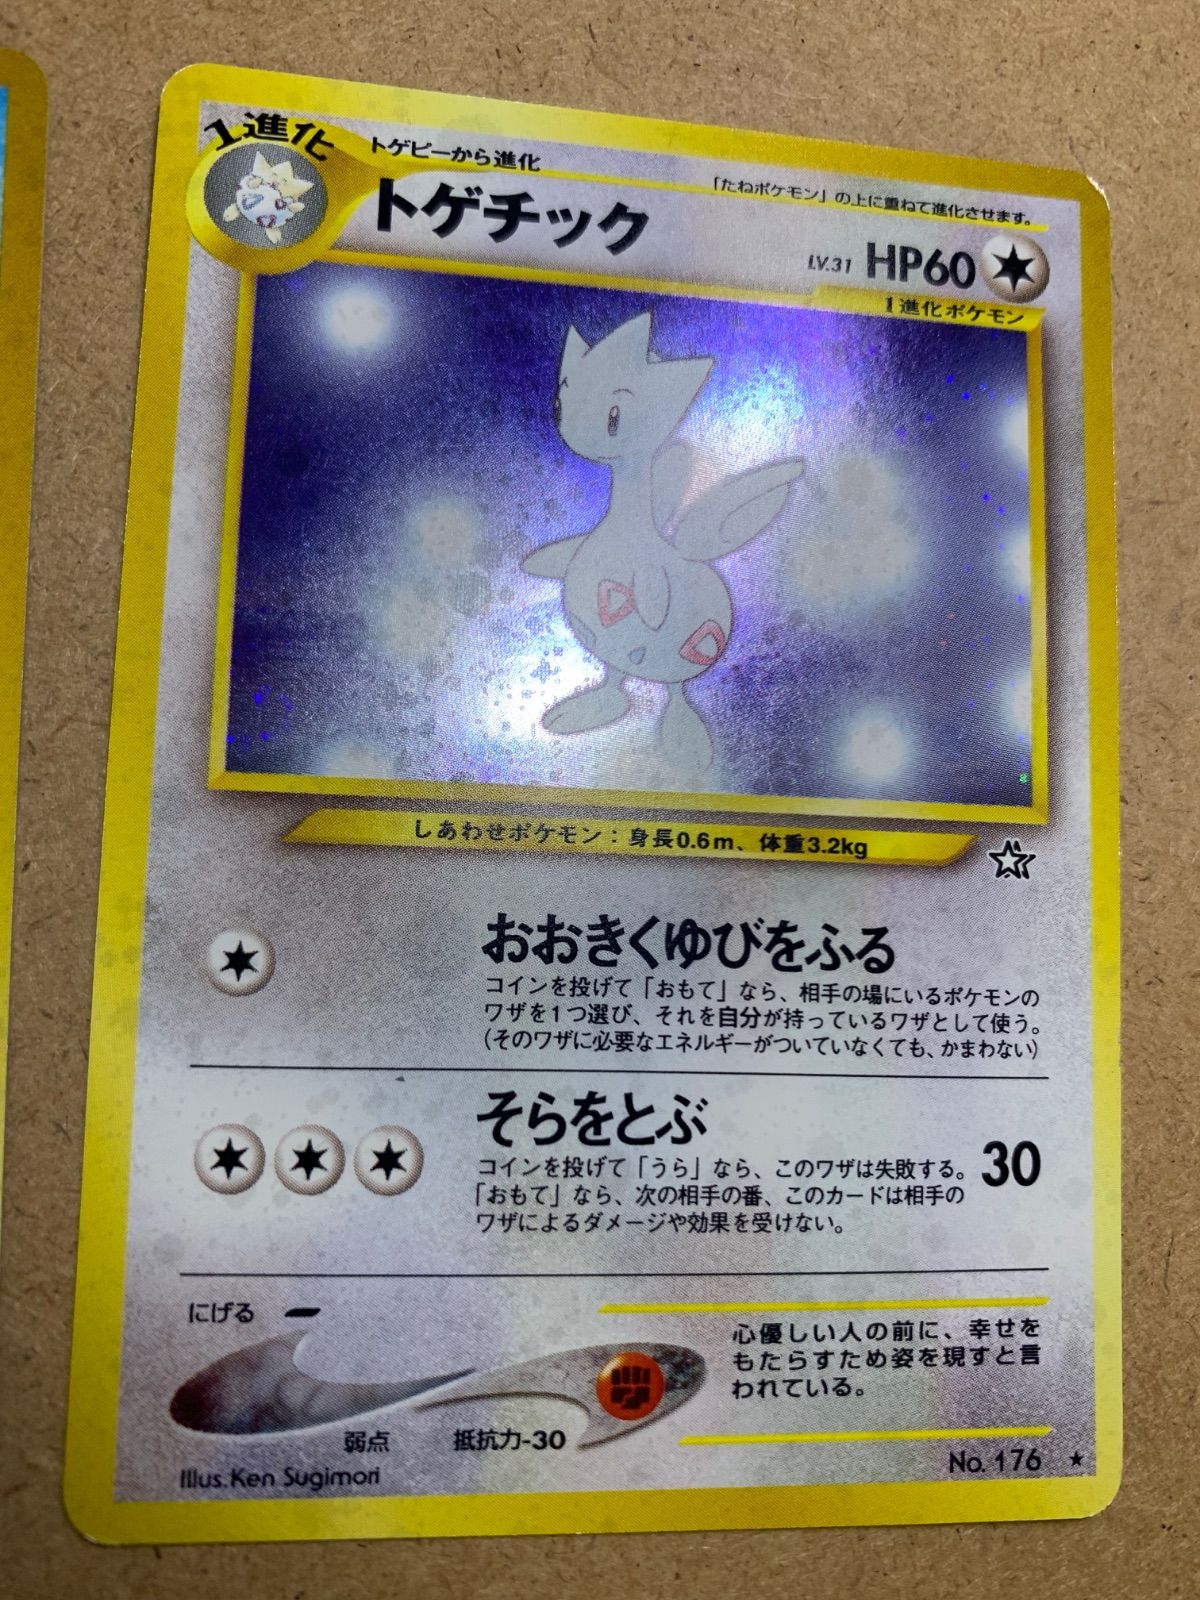 1進化
トゲピーから進化
「たねポケモン」の上に重ねて進化させます。
トゲチック
LV.31 HP60
1進化ポケモン
しあわせポケモン：身長0.6m、体重3.2kg
おおきくゆびをふる
コインを投げて「おもて」なら、相手の場にいるポケモンの
ワザを1つ選び、それを自分が持っているワザとして使う。
（そのワザに必要なエネルギーがついていなくても、かまわない）
そらをとぶ
30
コインを投げて「うら」なら、このワザは失敗する。
「おもて」なら、次の相手の番、このカードは相手の
ワザによるダメージや効果を受けない。
にげる
弱点
抵抗力-30
心優しい人の前に、幸せを
もたらすため姿を現すと言
われている。
Illus. Ken Sugimori
No. 176 ★